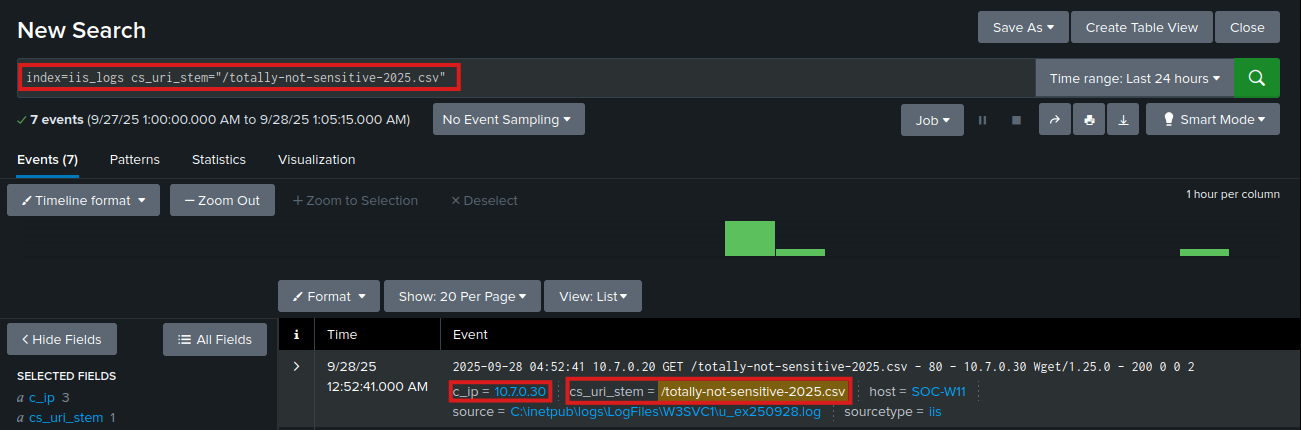 New Search
Save As
Create Table View
Close
index=iis_logs cs_uri_stem="/totally-not-sensitive-2025.csv"
Time range: Last 24 hours
7 events (9/27/25 1:00:00.000 AM to 9/28/25 1:05:15.000 AM)
No Event Sampling
Job
Smart Mode
Events (7)
Patterns
Statistics
Visualization
Timeline format
— Zoom Out
+ Zoom to Selection
× Deselect
1 hour per column
Format
Show: 20 Per Page
View: List
< Hide Fields
All Fields
i
Time
Event
SELECTED FIELDS
a c_ip 3
a cs_uri_stem 1
>
9/28/25
12:52:41.000 AM
2025-09-28 04:52:41 10.7.0.20 GET /totally-not-sensitive-2025.csv - 80 - 10.7.0.30 Wget/1.25.0 - 200 0 0 2
c_ip = 10.7.0.30
cs_uri_stem = /totally-not-sensitive-2025.csv
host = SOC-W11
source = C:\inetpub\logs\LogFiles\W3SVC1\u_ex250928.log
sourcetype = iis